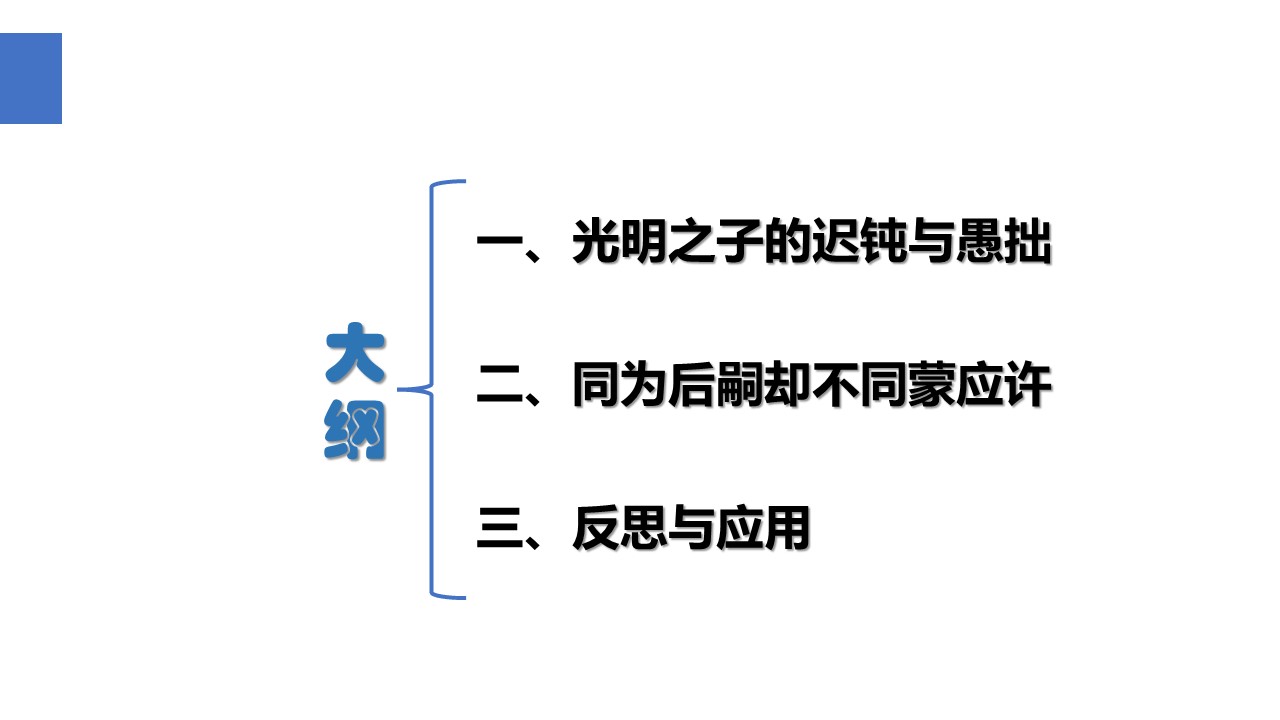 大
纲
一、光明之子的迟钝与愚拙
二、同为后嗣却不同蒙应许
三、反思与应用